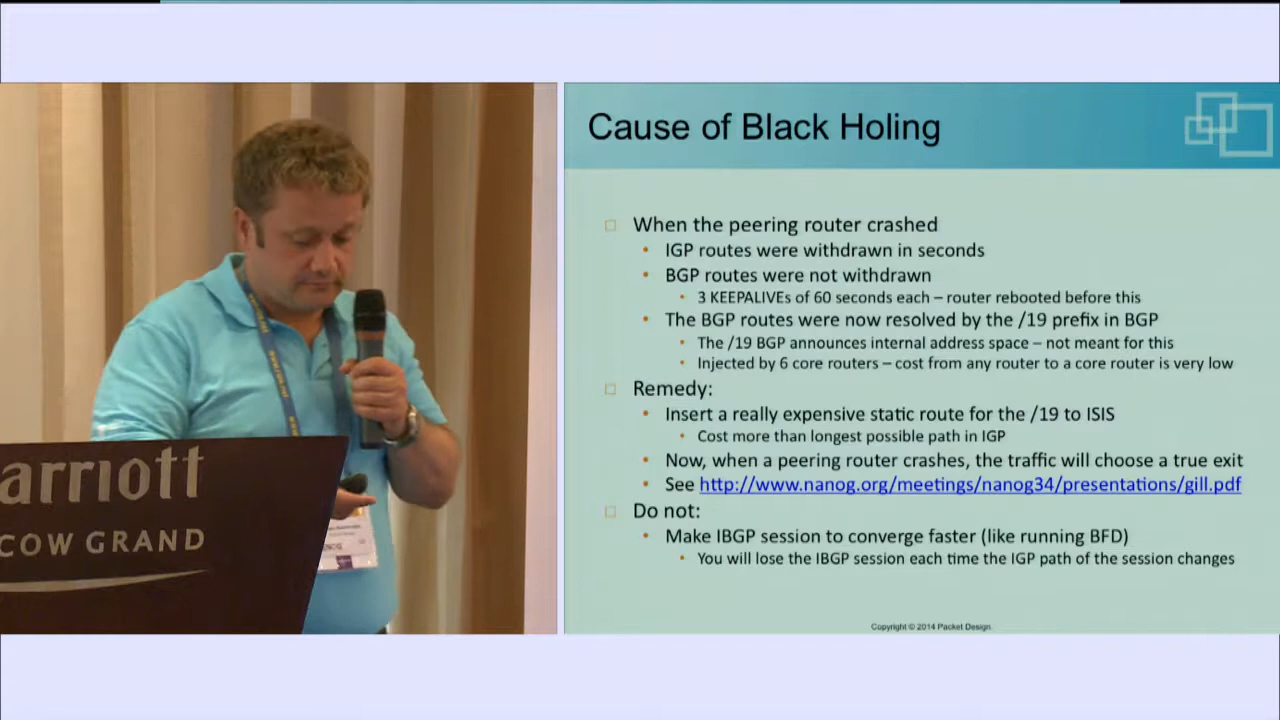 Cause of Black Holing
When the peering router crashed
IGP routes were withdrawn in seconds
BGP routes were not withdrawn
3 KEEPALIVEs of 60 seconds each – router rebooted before this
The BGP routes were now resolved by the /19 prefix in BGP
The /19 BGP announces internal address space – not meant for this
Injected by 6 core routers – cost from any router to a core router is very low
Remedy:
Insert a really expensive static route for the /19 to ISIS
Cost more than longest possible path in IGP
Now, when a peering router crashes, the traffic will choose a true exit
See http://www.nanog.org/meetings/nanog34/presentations/gill.pdf
Do not:
Make IBGP session to converge faster (like running BFD)
You will lose the IBGP session each time the IGP path of the session changes
Copyright © 2014 Packet Design
arriott
COW GRAND